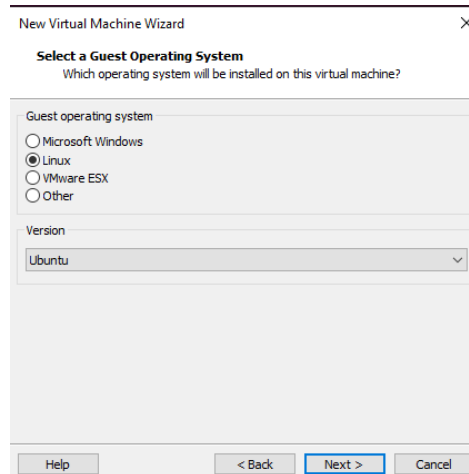 New Virtual Machine Wizard
Select a Guest Operating System
Which operating system will be installed on this virtual machine?
Guest operating system
Microsoft Windows
Linux
VMware ESX
Other
Version
Ubuntu
Help
< Back
Next >
Cancel